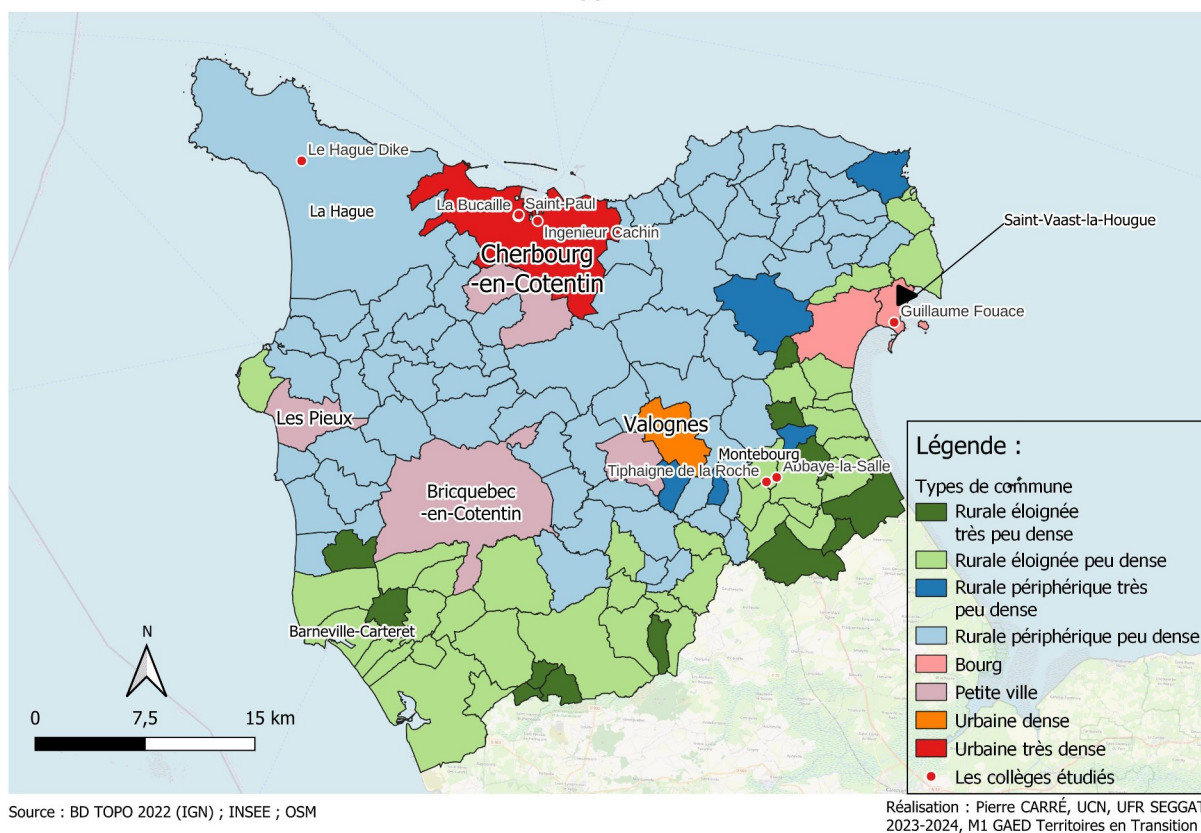 Le Hague Dike
La Hague
La Bucaille
Saint-Paul
Ingenieur Cachin
Cherbourg
-en-Cotentin
Saint-Vaast-la-Hougue
Guillaume Fouace
Les Pieux
Valognes
Montebourg
Tiphaigne de la Roche
Abbaye-la-Salle
Bricquebec
-en-Cotentin
Barneville-Carteret
N
0 7,5 15 km
Légende :
Types de commune
Rurale éloignée
très peu dense
Rurale éloignée peu dense
Rurale périphérique très
peu dense
Rurale périphérique peu dense
Bourg
Petite ville
Urbaine dense
Urbaine très dense
Les collèges étudiés
Source : BD TOPO 2022 (IGN) ; INSEE ; OSM
Réalisation : Pierre CARRÉ, UCN, UFR SEGGAT
2023-2024, M1 GAED Territoires en Transition